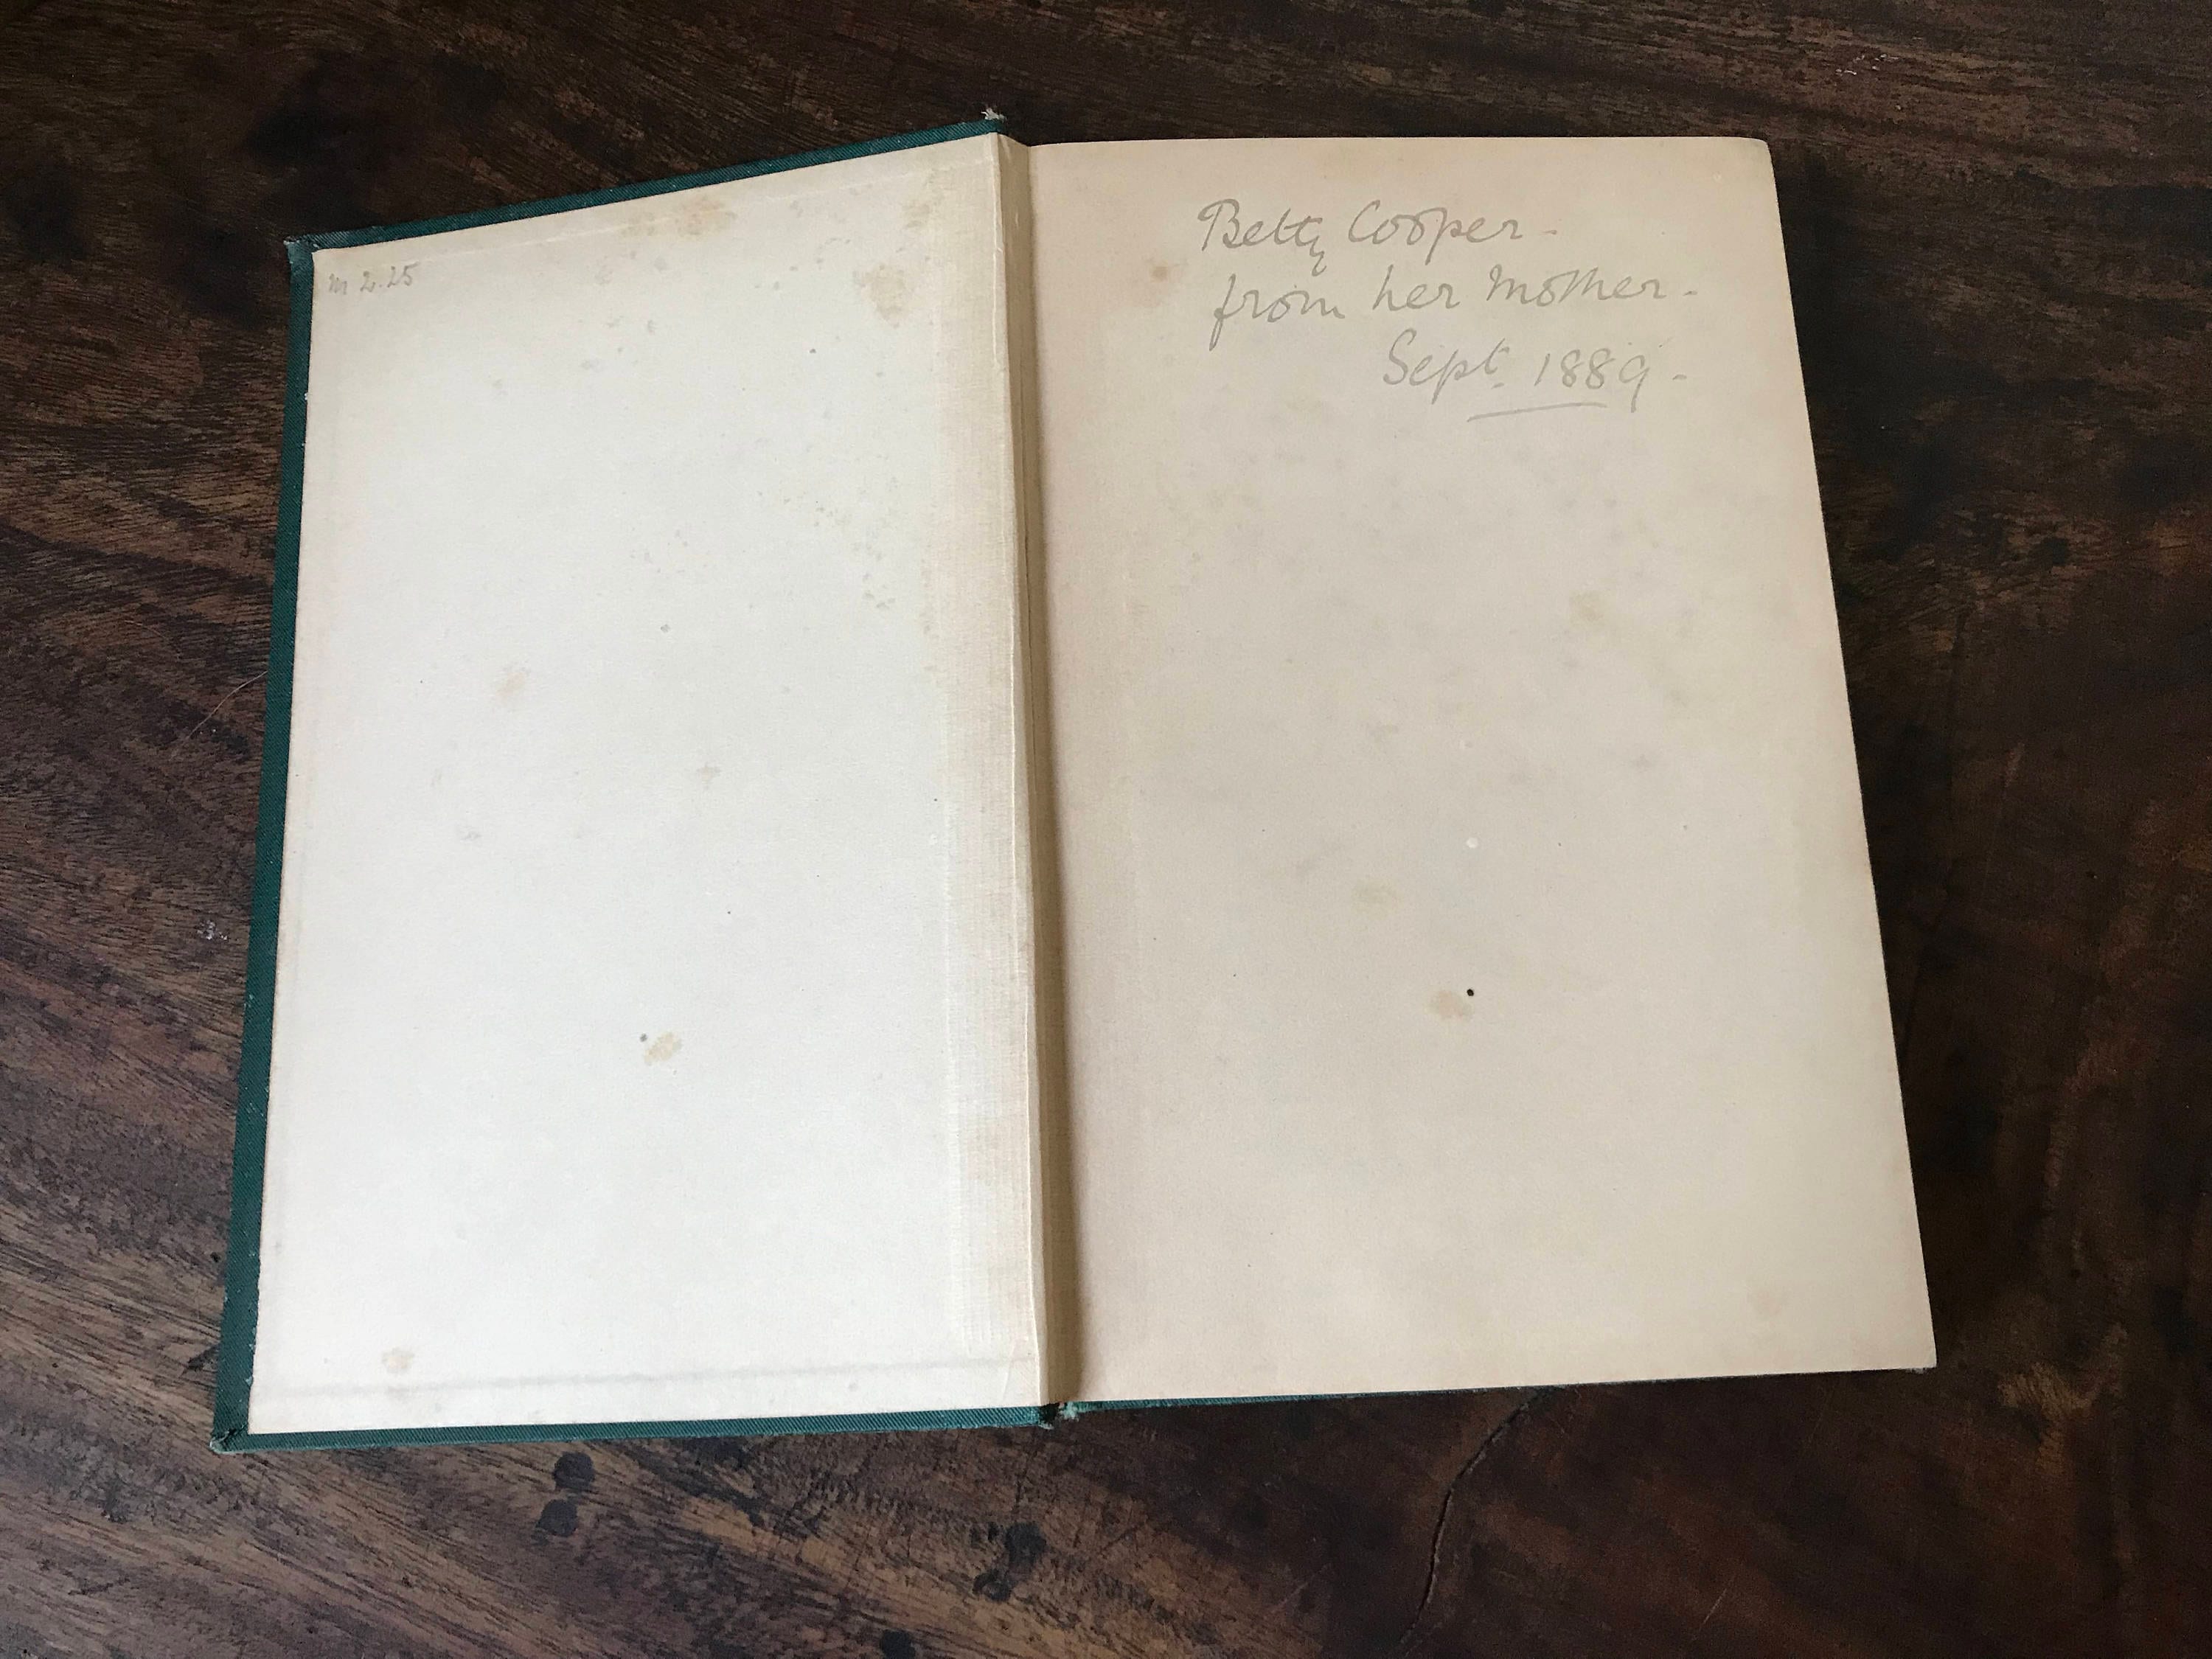 m 2.25
Betty Cooper -
from her Mother -
Sept. 1889 -